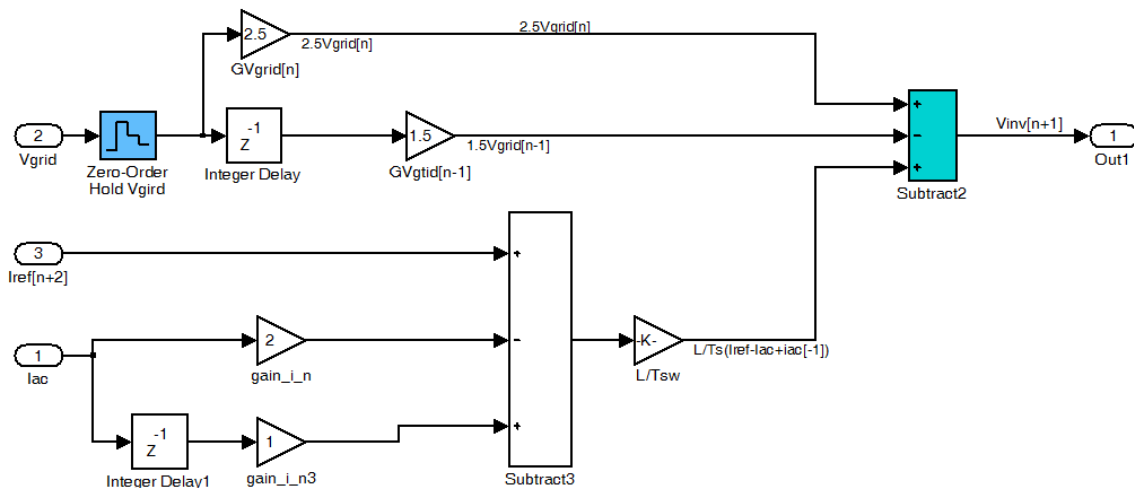 2.5
GVgrid[n]
2.5Vgrid[n]
2.5Vgrid[n]
2
Vgrid
Zero-Order
Hold Vgird
-1
Z
Integer Delay
1.5
GVgtid[n-1]
1.5Vgrid[n-1]
+
-
+
Subtract2
Vinv[n+1]
1
Out1
3
Iref[n+2]
1
Iac
2
gain_i_n
-1
Z
Integer Delay1
1
gain_i_n3
+
-
+
Subtract3
-K-
L/Tsw
L/Ts(Iref-Iac+iac[-1])